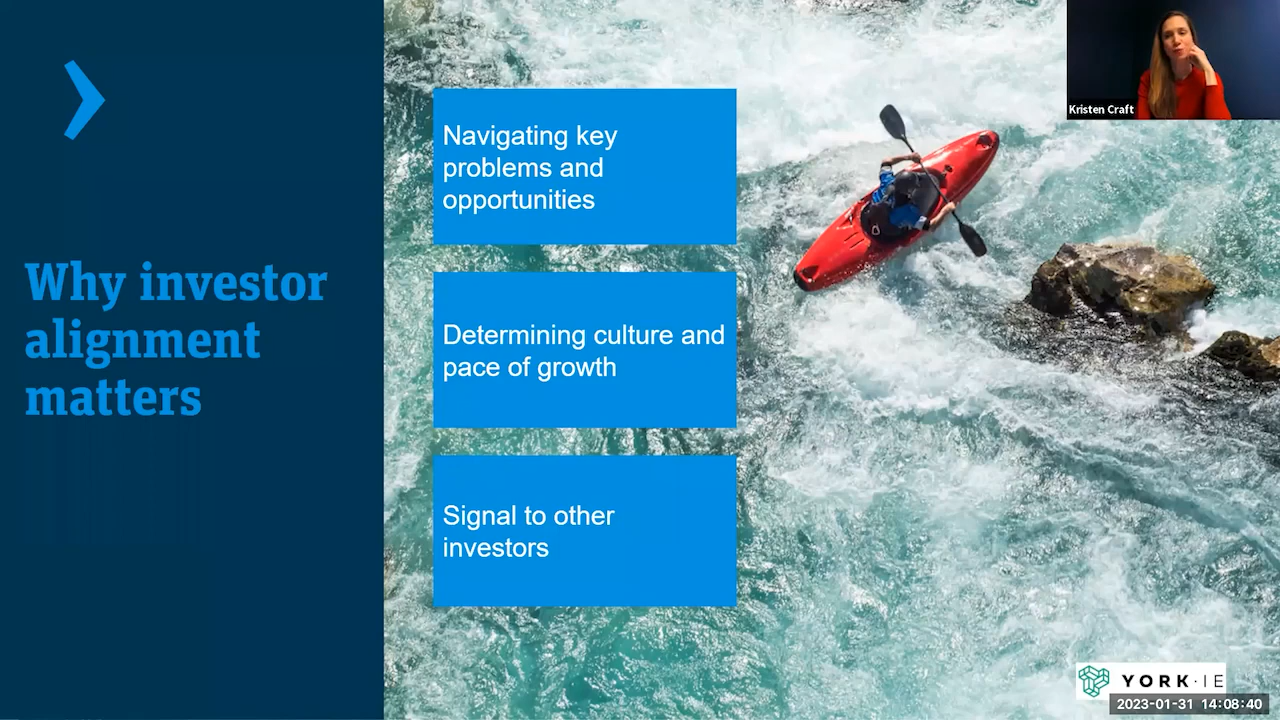 Why investor
alignment
matters
Navigating key
problems and
opportunities
Determining culture and
pace of growth
Signal to other
investors
Kristen Craft
YORK·IE
2023-01-31 14:08:40